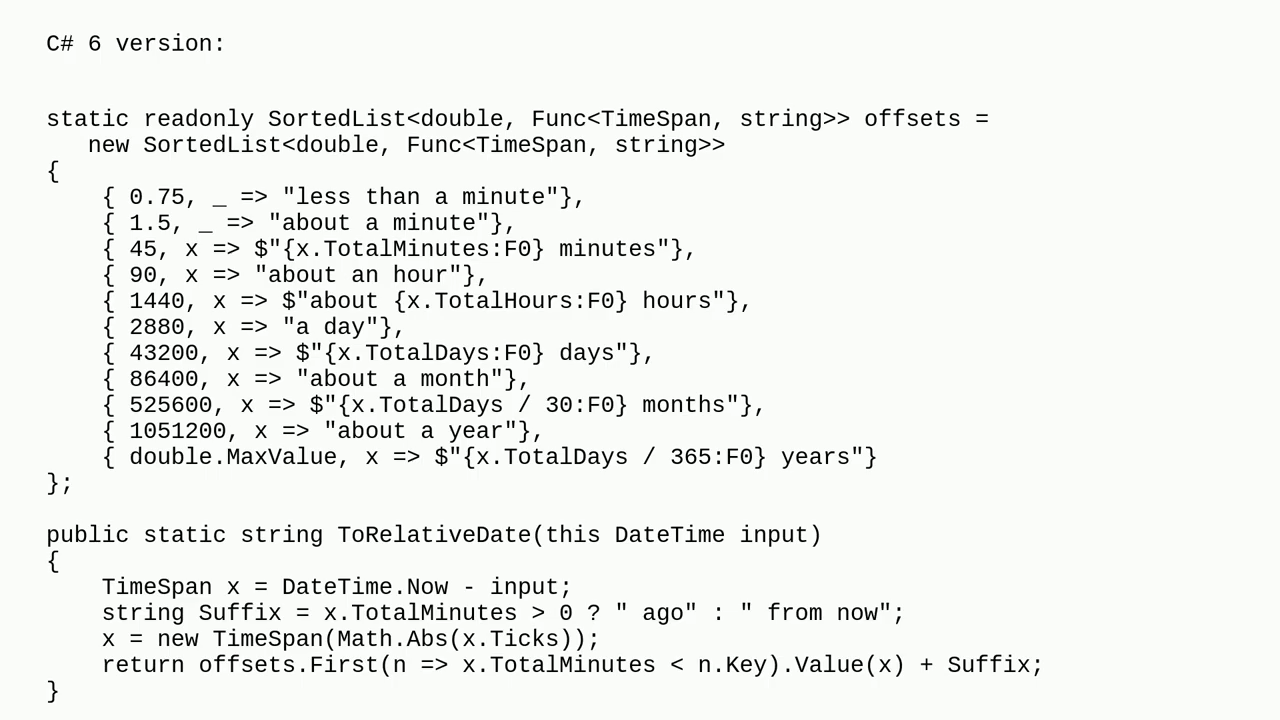 C# 6 version:
static readonly SortedList<double, Func<TimeSpan, string>> offsets =
   new SortedList<double, Func<TimeSpan, string>>
{
    { 0.75, _ => "less than a minute"},
    { 1.5, _ => "about a minute"},
    { 45, x => $"{x.TotalMinutes:F0} minutes"},
    { 90, x => "about an hour"},
    { 1440, x => $"about {x.TotalHours:F0} hours"},
    { 2880, x => "a day"},
    { 43200, x => $"{x.TotalDays:F0} days"},
    { 86400, x => "about a month"},
    { 525600, x => $"{x.TotalDays / 30:F0} months"},
    { 1051200, x => "about a year"},
    { double.MaxValue, x => $"{x.TotalDays / 365:F0} years"}
};
public static string ToRelativeDate(this DateTime input)
{
    TimeSpan x = DateTime.Now - input;
    string Suffix = x.TotalMinutes > 0 ? " ago" : " from now";
    x = new TimeSpan(Math.Abs(x.Ticks));
    return offsets.First(n => x.TotalMinutes < n.Key).Value(x) + Suffix;
}